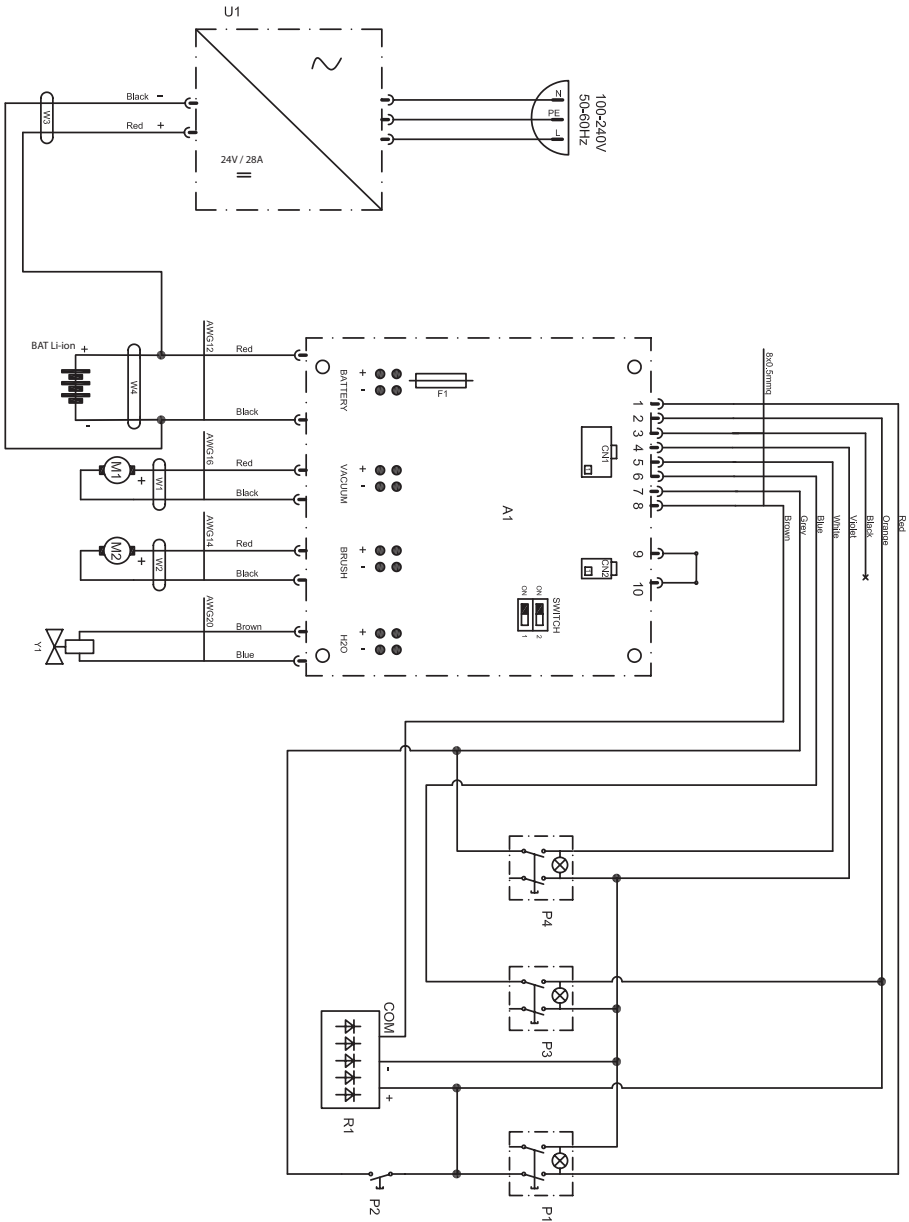 U1
100-240V
50-60Hz
N
PE
L
Black -
Red +
W3
24V / 28A
BAT Li-ion
+
-
W4
AWG12
Red
Black
AWG16
M1
+
W1
Red
Black
AWG14
M2
+
W2
Red
Black
AWG20
Y1
Brown
Blue
BATTERY
+
-
F1
VACUUM
+
-
BRUSH
+
-
H2O
+
-
A1
CN1
1
CN2
1
SWITCH
ON
ON
1
2
1
2
3
4
5
6
7
8
9
10
8x0.5mmq
Red
Orange
Black
Violet
White
Blue
Grey
Brown
P4
P3
COM
-
+
R1
P2
P1